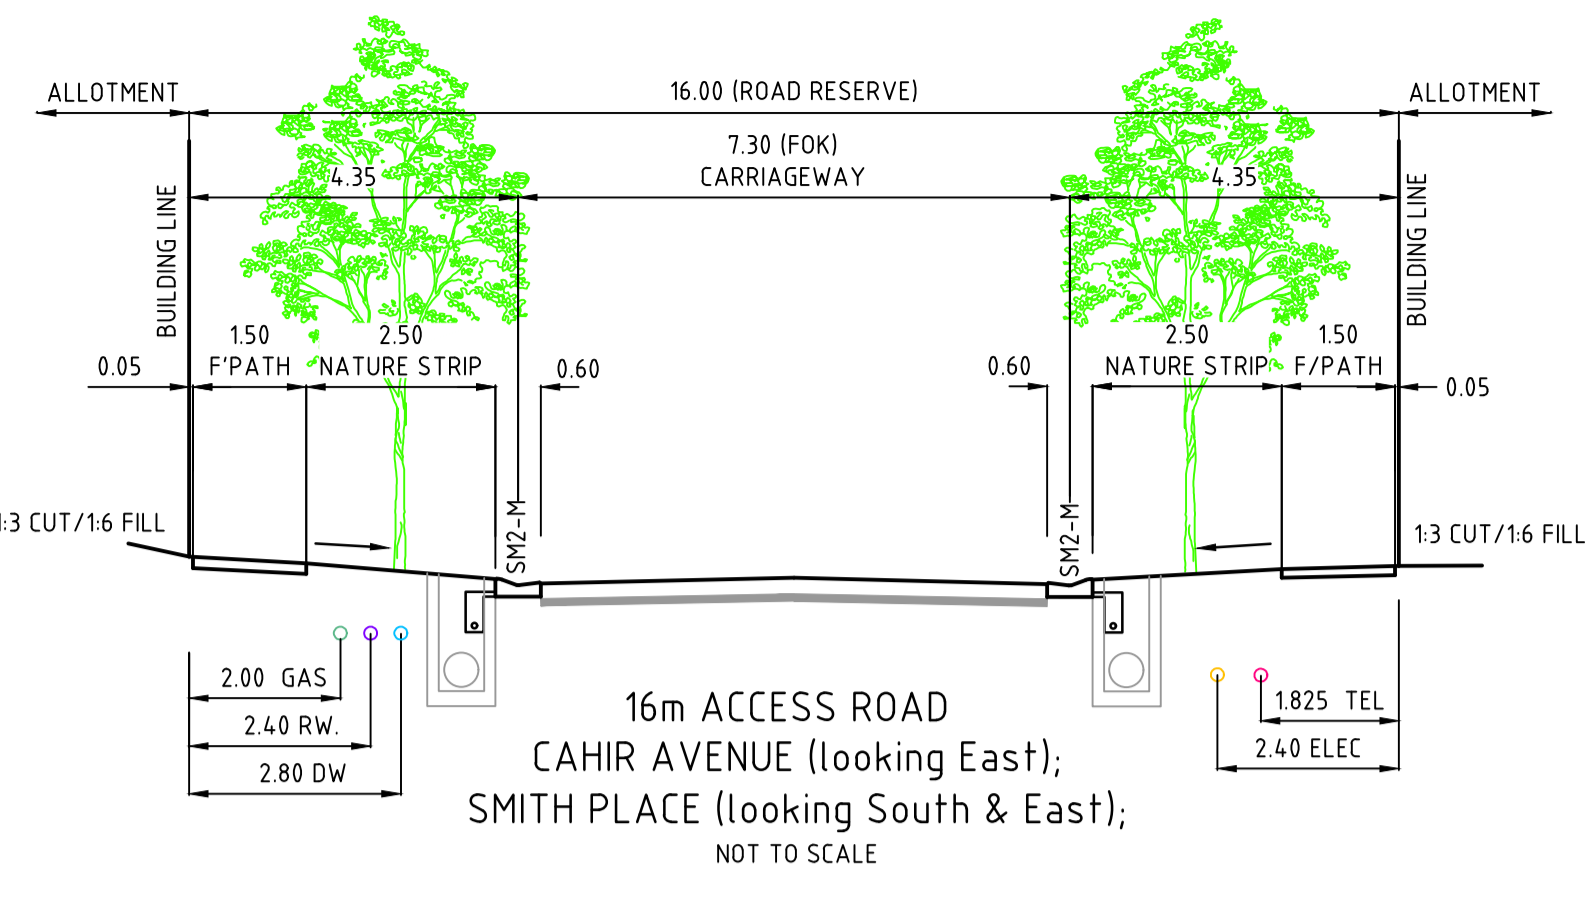 ALLOTMENT
16.00 (ROAD RESERVE)
ALLOTMENT
7.30 (FOK)
4.35
CARRIAGEWAY
4.35
BUILDING LINE
BUILDING LINE
1.50
2.50
2.50
1.50
0.05
F'PATH
NATURE STRIP
0.60
0.60
NATURE STRIP
F/PATH
0.05
1:3 CUT/1:6 FILL
SM2-M
SM2-M
1:3 CUT/1:6 FILL
2.00 GAS
2.40 RW.
2.80 DW
1.825 TEL
2.40 ELEC
16m ACCESS ROAD
CAHIR AVENUE (looking East);
SMITH PLACE (looking South & East);
NOT TO SCALE